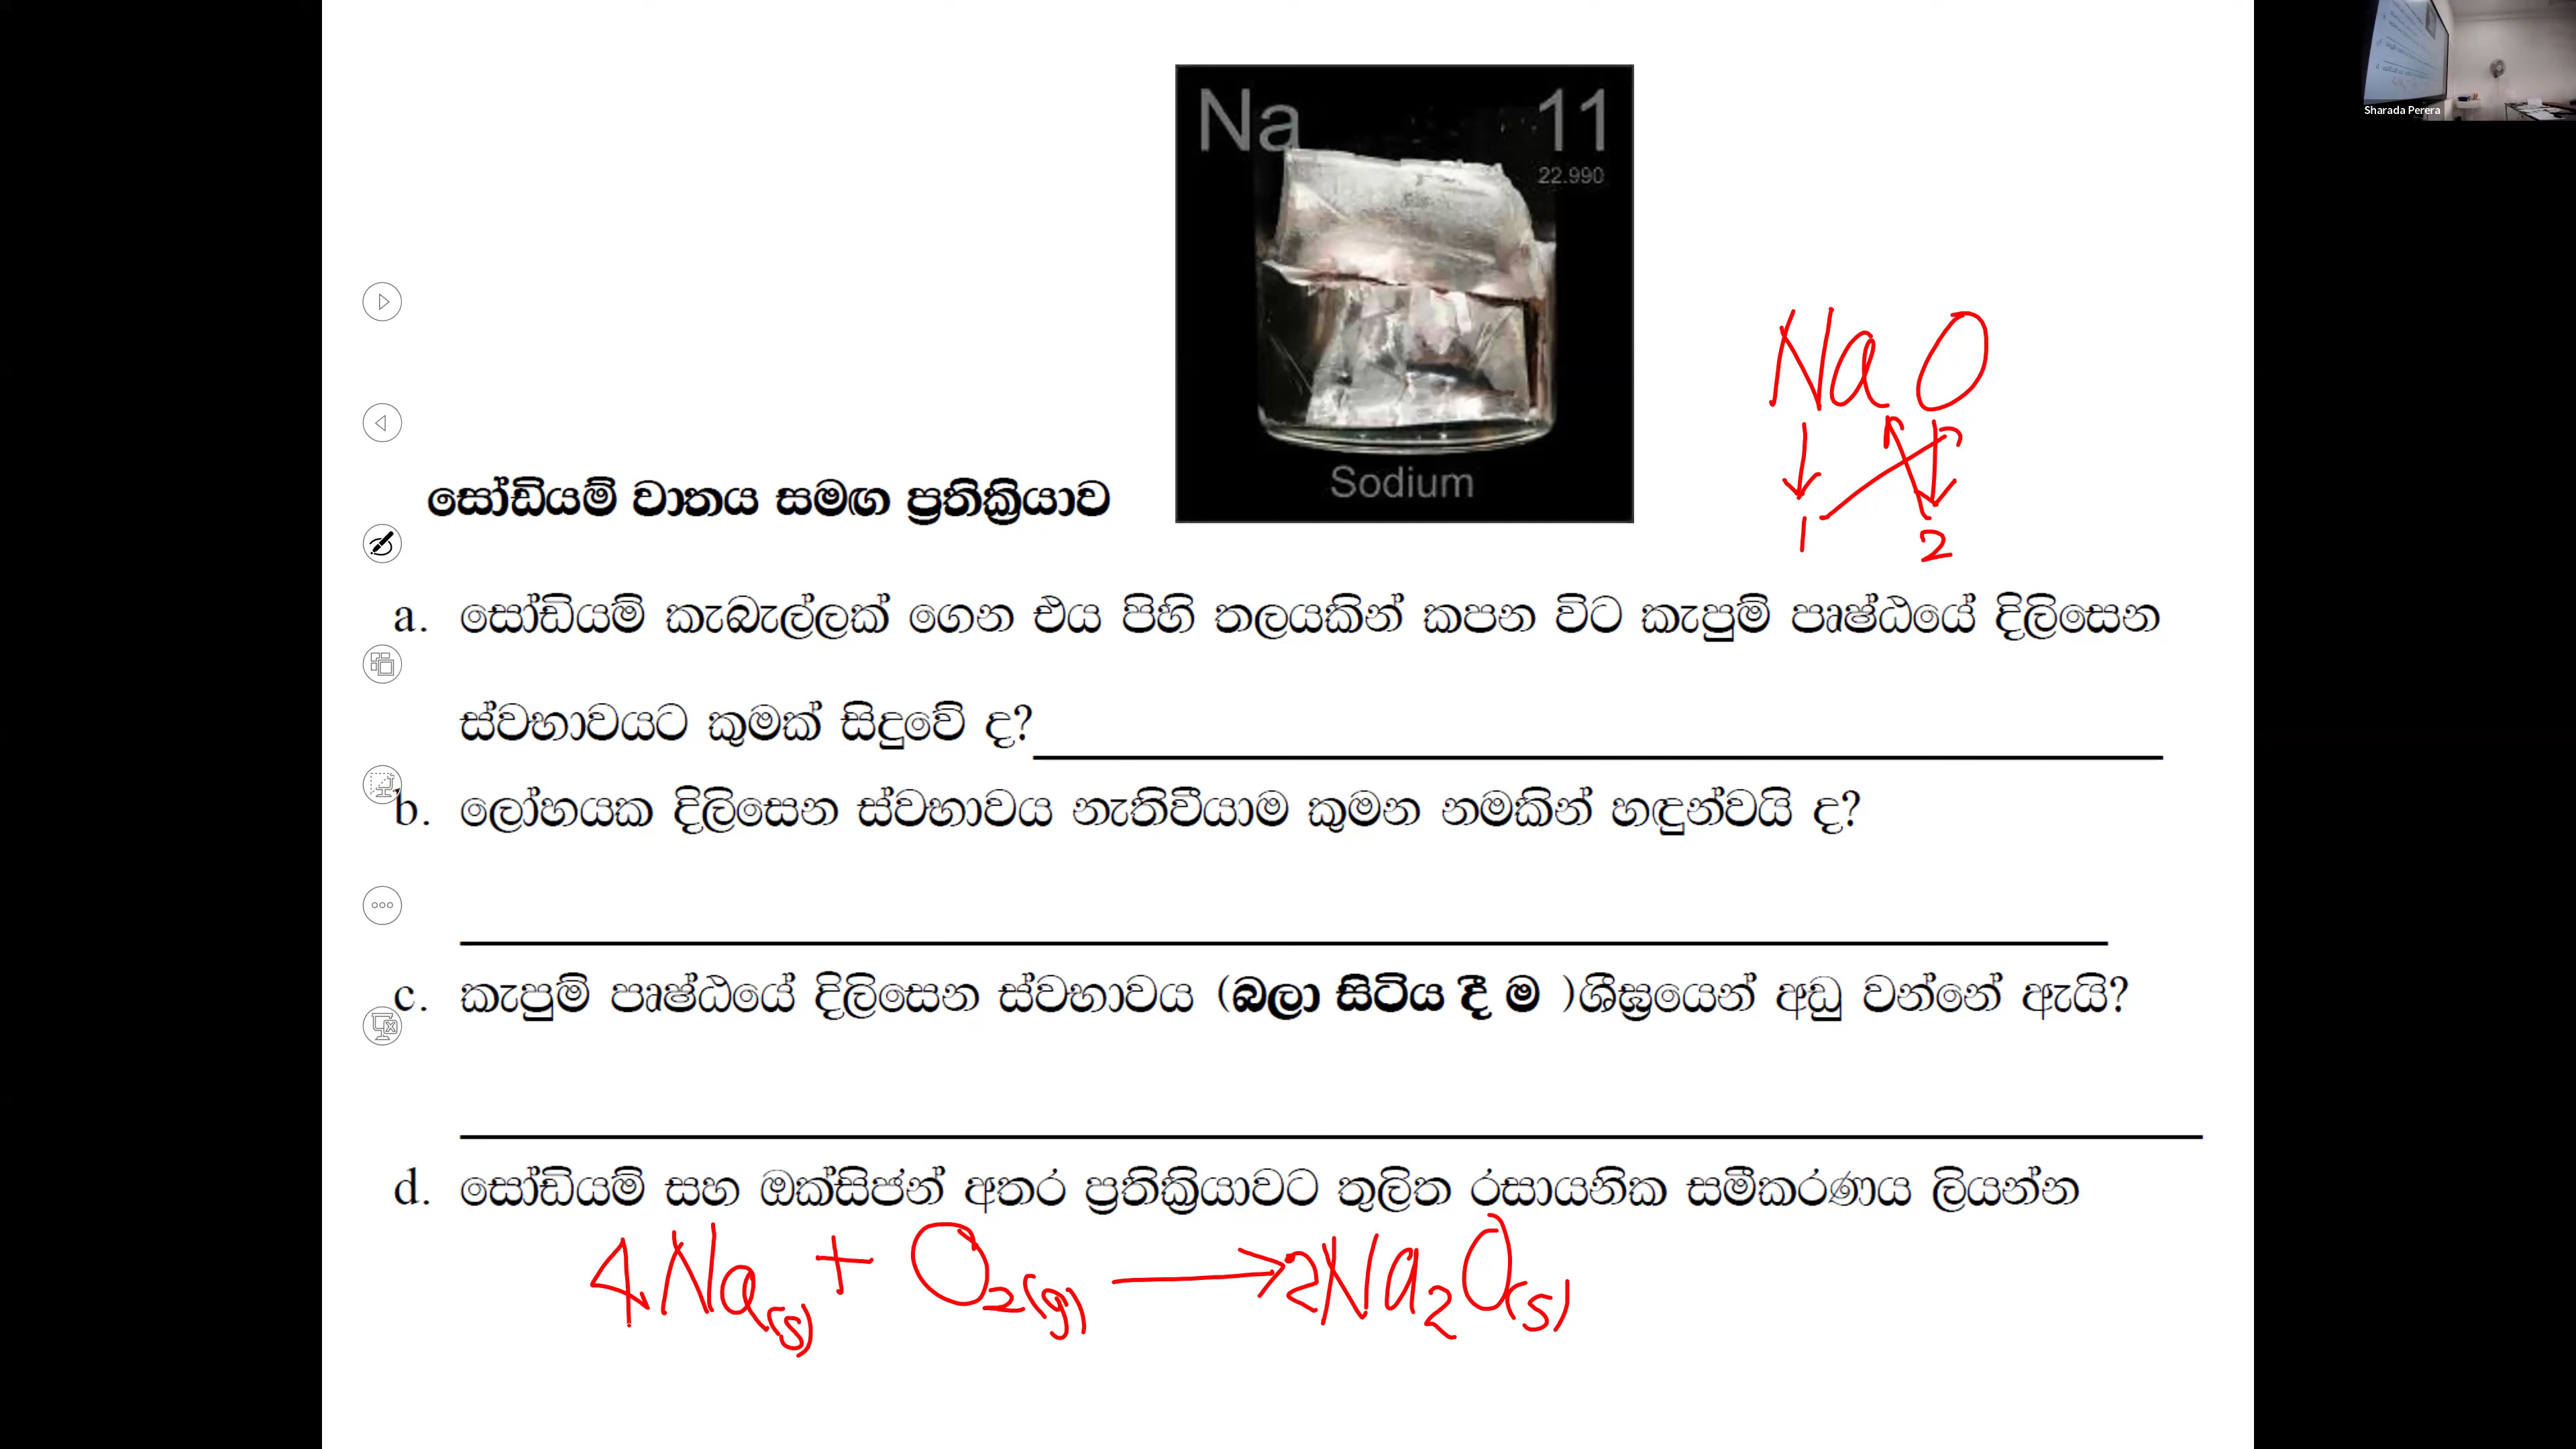 Sharada Perera
Na 11
22.990
Sodium
Na O
1 2
සෝඩියම් වාතය සමඟ ප්‍රතික්‍රියාව
a. සෝඩියම් කැබැල්ලක් ගෙන එය පිහි තලයකින් කපන විට කැපුම් පෘෂ්ඨයේ දිලිසෙන
ස්වභාවයට කුමක් සිදුවේ ද?
b. ලෝහයක දිලිසෙන ස්වභාවය නැතිවීයාම කුමන නමකින් හඳුන්වයි ද?
c. කැපුම් පෘෂ්ඨයේ දිලිසෙන ස්වභාවය (බලා සිටිය දී ම )ශීඝ්‍රයෙන් අඩු වන්නේ ඇයි?
d. සෝඩියම් සහ ඔක්සිජන් අතර ප්‍රතික්‍රියාවට තුලිත රසායනික සමීකරණය ලියන්න
4Na(s) + O2(g) → 2Na2O(s)